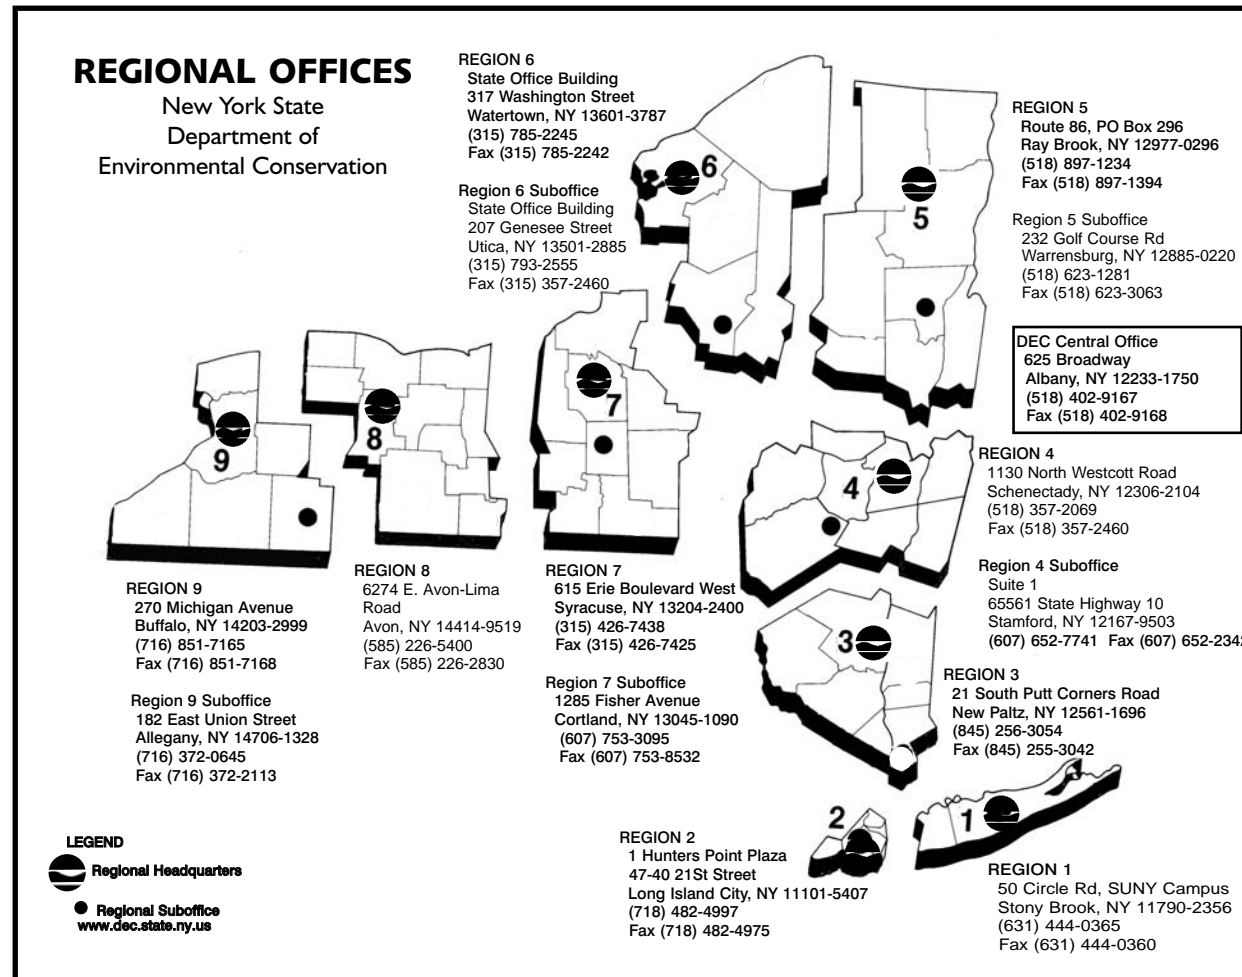 REGIONAL OFFICES
New York State
Department of
Environmental Conservation
REGION 6
State Office Building
317 Washington Street
Watertown, NY 13601-3787
(315) 785-2245
Fax (315) 785-2242
Region 6 Suboffice
State Office Building
207 Genesee Street
Utica, NY 13501-2885
(315) 793-2555
Fax (315) 357-2460
6
5
REGION 5
Route 86, PO Box 296
Ray Brook, NY 12977-0296
(518) 897-1234
Fax (518) 897-1394
Region 5 Suboffice
232 Golf Course Rd
Warrensburg, NY 12885-0220
(518) 623-1281
Fax (518) 623-3063
DEC Central Office
625 Broadway
Albany, NY 12233-1750
(518) 402-9167
Fax (518) 402-9168
9
8
7
4
REGION 4
1130 North Westcott Road
Schenectady, NY 12306-2104
(518) 357-2069
Fax (518) 357-2460
Region 4 Suboffice
Suite 1
65561 State Highway 10
Stamford, NY 12167-9503
(607) 652-7741 Fax (607) 652-2342
REGION 9
270 Michigan Avenue
Buffalo, NY 14203-2999
(716) 851-7165
Fax (716) 851-7168
Region 9 Suboffice
182 East Union Street
Allegany, NY 14706-1328
(716) 372-0645
Fax (716) 372-2113
REGION 8
6274 E. Avon-Lima
Road
Avon, NY 14414-9519
(585) 226-5400
Fax (585) 226-2830
REGION 7
615 Erie Boulevard West
Syracuse, NY 13204-2400
(315) 426-7438
Fax (315) 426-7425
Region 7 Suboffice
1285 Fisher Avenue
Cortland, NY 13045-1090
(607) 753-3095
Fax (607) 753-8532
3
REGION 3
21 South Putt Corners Road
New Paltz, NY 12561-1696
(845) 256-3054
Fax (845) 255-3042
2
1
REGION 2
1 Hunters Point Plaza
47-40 21St Street
Long Island City, NY 11101-5407
(718) 482-4997
Fax (718) 482-4975
REGION 1
50 Circle Rd, SUNY Campus
Stony Brook, NY 11790-2356
(631) 444-0365
Fax (631) 444-0360
LEGEND
Regional Headquarters
Regional Suboffice
www.dec.state.ny.us